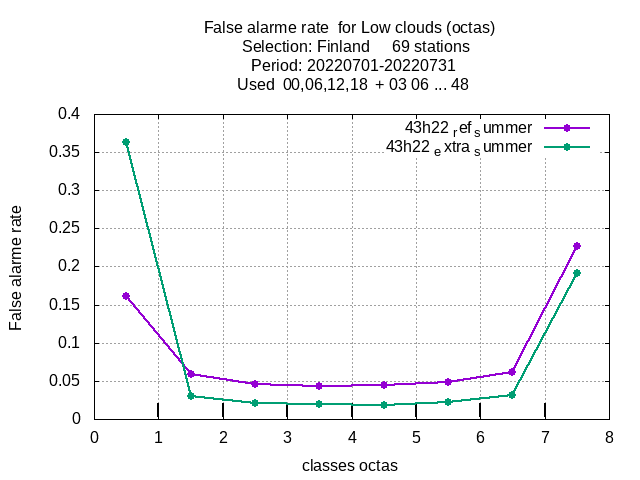 False alarme rate  for Low clouds (octas)
Selection: Finland     69 stations
Period: 20220701-20220731
Used  00,06,12,18  + 03 06 ... 48
43h22 ref summer
43h22 extra summer
0.4
0.35
0.3
0.25
0.2
0.15
0.1
0.05
0
False alarme rate
0 1 2 3 4 5 6 7 8
classes octas